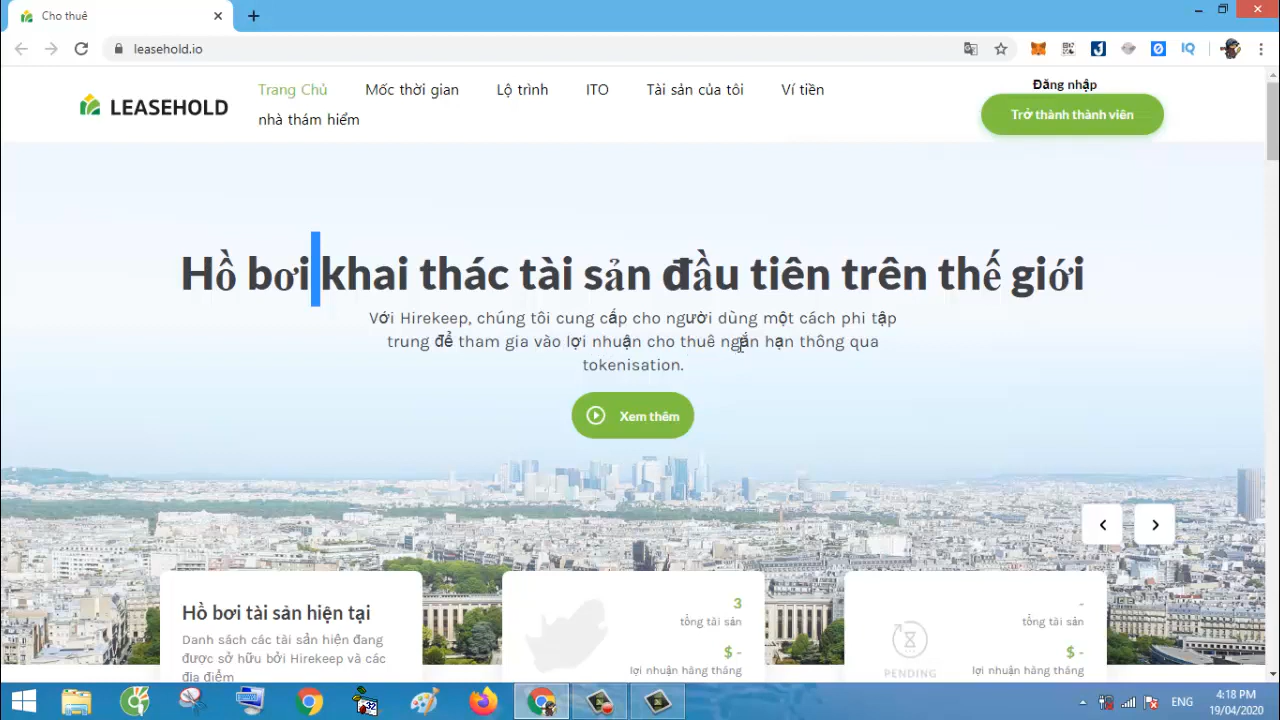 Cho thuê
leasehold.io
LEASEHOLD
Trang Chủ
Mốc thời gian
Lộ trình
ITO
Tài sản của tôi
Ví tiền
nhà thám hiểm
Đăng nhập
Trở thành thành viên
Hồ bơi khai thác tài sản đầu tiên trên thế giới
Với Hirekeep, chúng tôi cung cấp cho người dùng một cách phi tập
trung để tham gia vào lợi nhuận cho thuê ngắn hạn thông qua
tokenisation.
Xem thêm
Hồ bơi tài sản hiện tại
Danh sách các tài sản hiện đang
được sở hữu bởi Hirekeep và các
địa điểm
3
tổng tài sản
$ -
lợi nhuận hàng tháng
PENDING
-
tổng tài sản
$ -
lợi nhuận hàng tháng
ENG
4:18 PM
19/04/2020